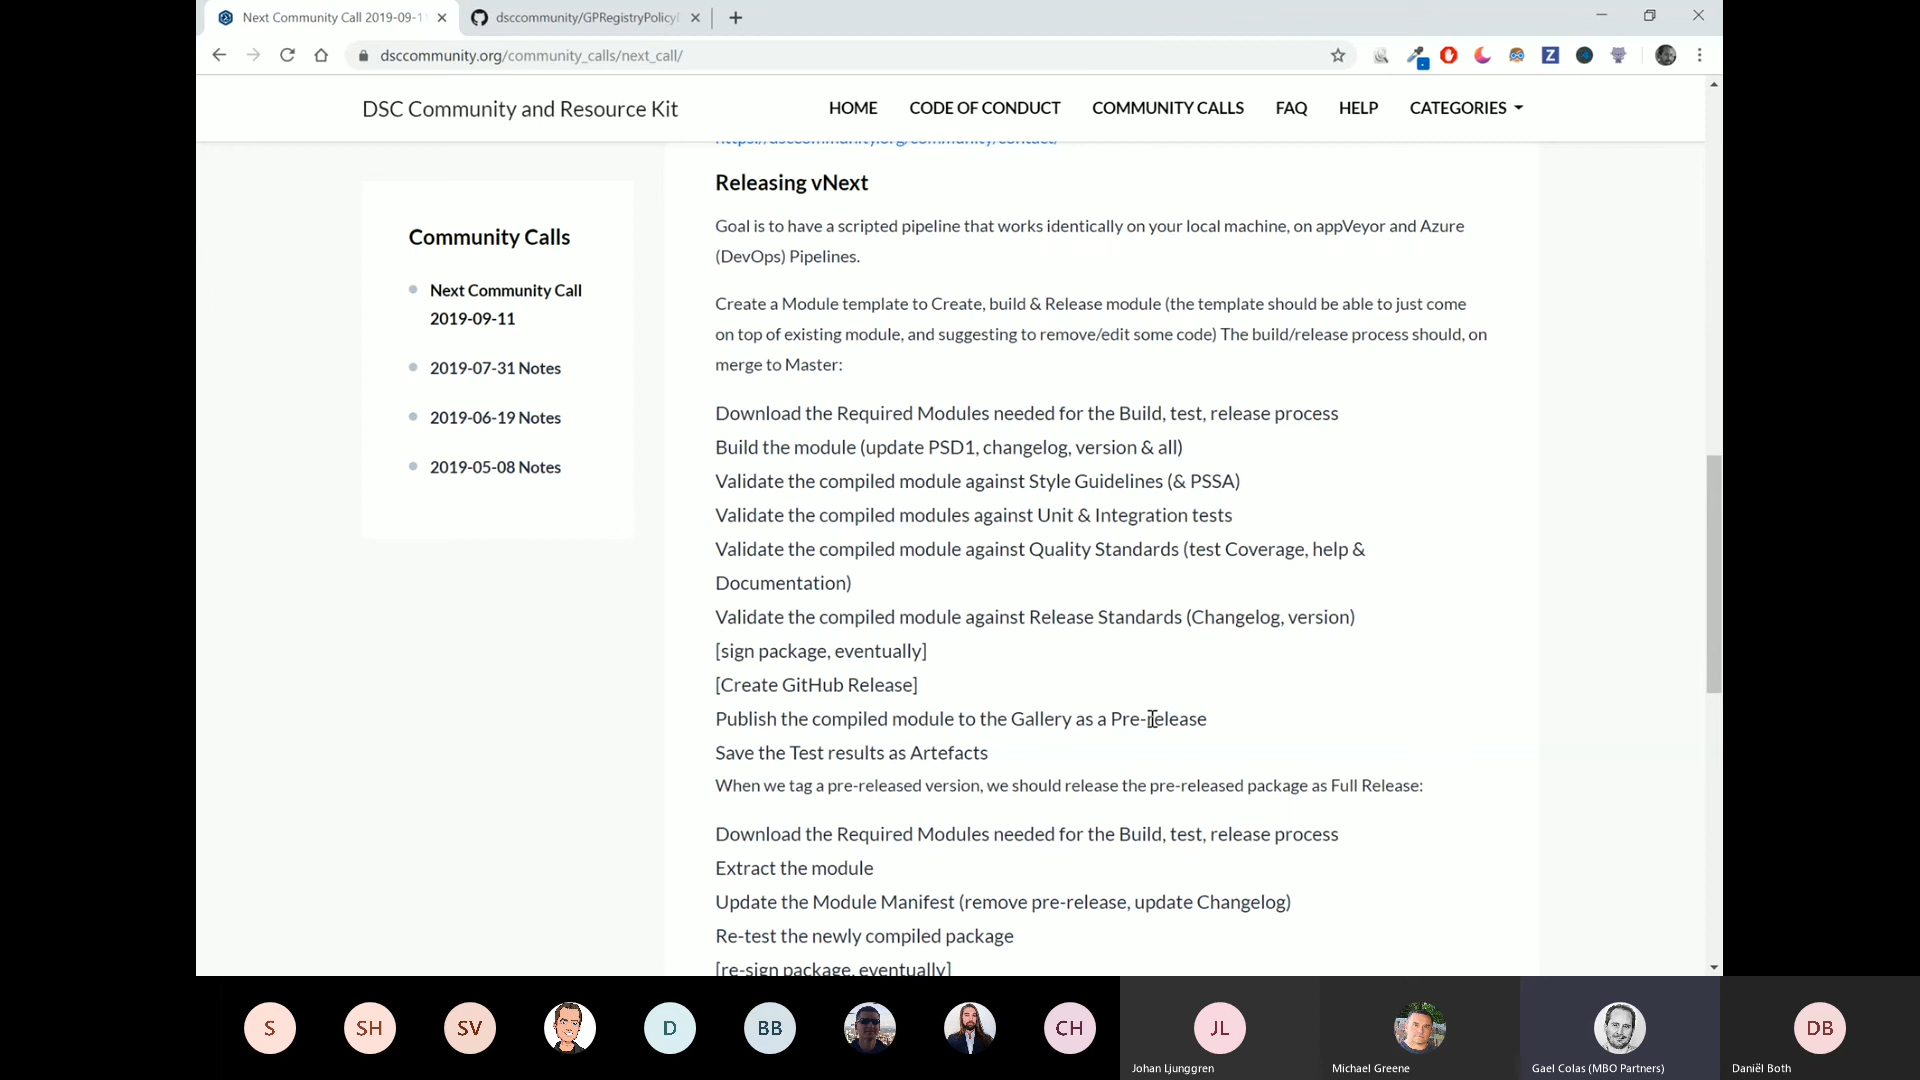 Next Community Call 2019-09-11
dsccommunity/GPRegistryPolicyD
dsccommunity.org/community_calls/next_call/
DSC Community and Resource Kit
HOME
CODE OF CONDUCT
COMMUNITY CALLS
FAQ
HELP
CATEGORIES
Community Calls
Next Community Call
2019-09-11
2019-07-31 Notes
2019-06-19 Notes
2019-05-08 Notes
https://dsccommunity.org/community/contact/
Releasing vNext
Goal is to have a scripted pipeline that works identically on your local machine, on appVeyor and Azure
(DevOps) Pipelines.
Create a Module template to Create, build & Release module (the template should be able to just come
on top of existing module, and suggesting to remove/edit some code) The build/release process should, on
merge to Master:
Download the Required Modules needed for the Build, test, release process
Build the module (update PSD1, changelog, version & all)
Validate the compiled module against Style Guidelines (& PSSA)
Validate the compiled modules against Unit & Integration tests
Validate the compiled module against Quality Standards (test Coverage, help &
Documentation)
Validate the compiled module against Release Standards (Changelog, version)
[sign package, eventually]
[Create GitHub Release]
Publish the compiled module to the Gallery as a Pre-release
Save the Test results as Artefacts
When we tag a pre-released version, we should release the pre-released package as Full Release:
Download the Required Modules needed for the Build, test, release process
Extract the module
Update the Module Manifest (remove pre-release, update Changelog)
Re-test the newly compiled package
[re-sign package, eventually]
S
SH
SV
D
BB
CH
JL
DB
Johan Ljunggren
Michael Greene
Gael Colas (MBO Partners)
Daniël Both